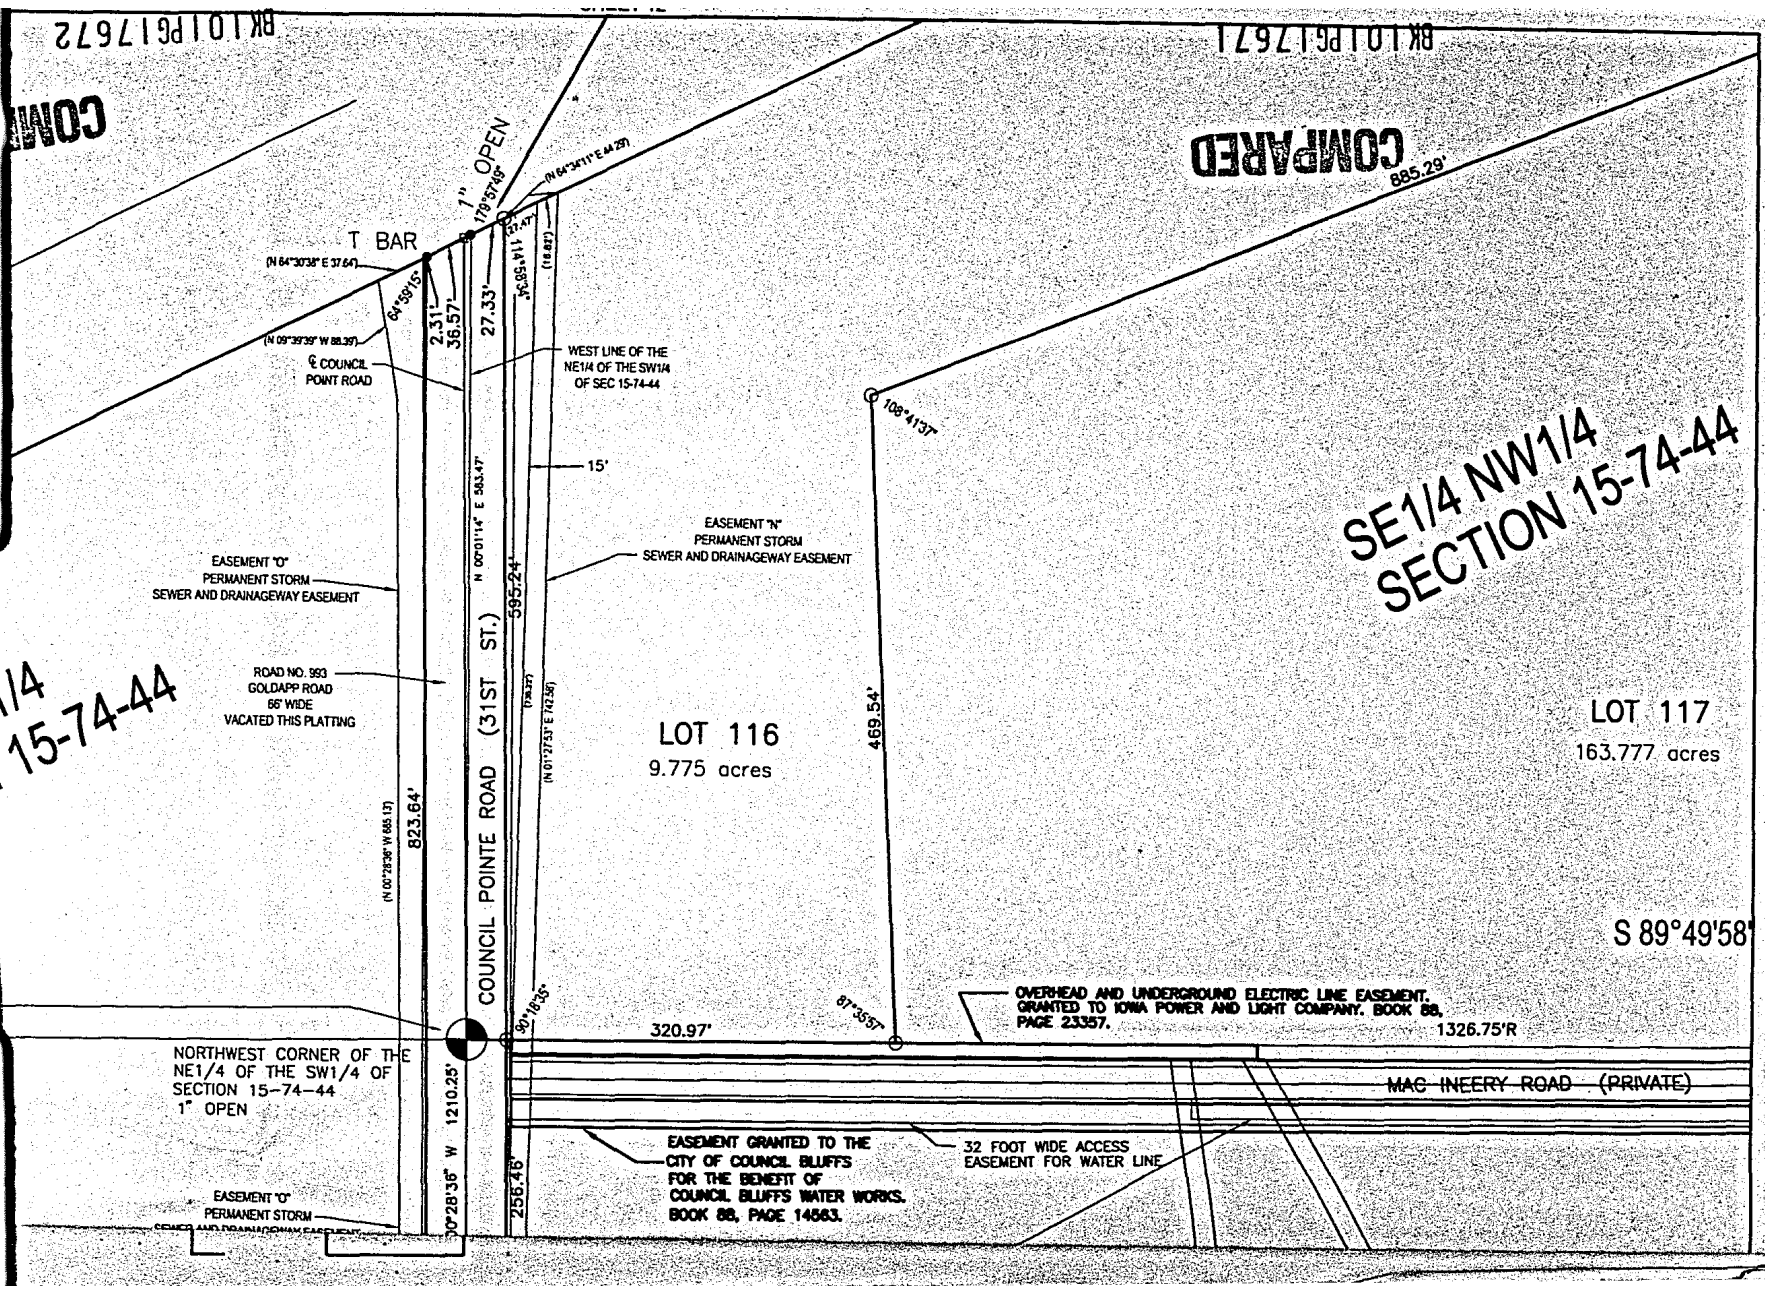 BK101PG17672
BK101PG17671
COMPARED
1" OPEN
179°57'49"
(N 64°34'11" E 44.29')
885.29'
T BAR
(N 64°30'38" E 37.64')
64°59'15"
2.31'
36.57'
27.33'
(27.47')
114°58'34"
(16.82')
(N 09°39'39" W 88.39')
℄ COUNCIL
POINT ROAD
WEST LINE OF THE
NE1/4 OF THE SW1/4
OF SEC 15-74-44
108°41'37"
15'
N 00°01'14" E 583.47'
595.24'
EASEMENT "N"
PERMANENT STORM
SEWER AND DRAINAGEWAY EASEMENT
SE1/4 NW1/4
SECTION 15-74-44
EASEMENT "O"
PERMANENT STORM
SEWER AND DRAINAGEWAY EASEMENT
ROAD NO. 993
GOLDAPP ROAD
66' WIDE
VACATED THIS PLATTING
1/4
15-74-44
COUNCIL POINTE ROAD (31ST ST.)
(N 01°27'53" E 742.58')
LOT 116
9.775 acres
469.54'
LOT 117
163.777 acres
823.64'
(N 00°28'36" W 685.13')
S 89°49'58"
90°18'35"
87°35'57"
320.97'
OVERHEAD AND UNDERGROUND ELECTRIC LINE EASEMENT.
GRANTED TO IOWA POWER AND LIGHT COMPANY. BOOK 88,
PAGE 23357.
1326.75'R
NORTHWEST CORNER OF THE
NE1/4 OF THE SW1/4 OF
SECTION 15-74-44
1" OPEN
MAC INEERY ROAD (PRIVATE)
00°28'36" W 1210.25'
256.46'
EASEMENT GRANTED TO THE
CITY OF COUNCIL BLUFFS
FOR THE BENEFIT OF
COUNCIL BLUFFS WATER WORKS.
BOOK 88, PAGE 14563.
32 FOOT WIDE ACCESS
EASEMENT FOR WATER LINE
EASEMENT "O"
PERMANENT STORM
SEWER AND DRAINAGEWAY EASEMENT